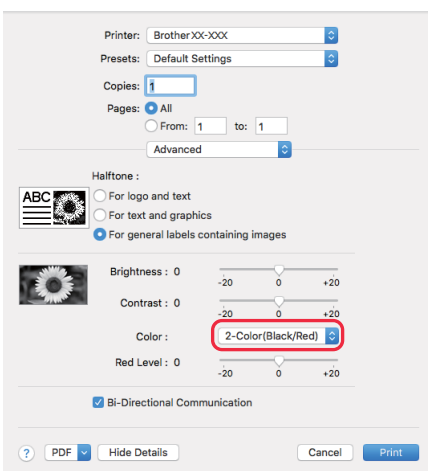 Printer: Brother XX-XXX
Presets: Default Settings
Copies: 1
Pages: All
From: 1 to: 1
Advanced
Halftone :
ABC
For logo and text
For text and graphics
For general labels containing images
Brightness : 0
-20 0 +20
Contrast : 0
-20 0 +20
Color : 2-Color(Black/Red)
Red Level : 0
-20 0 +20
Bi-Directional Communication
? PDF Hide Details Cancel Print